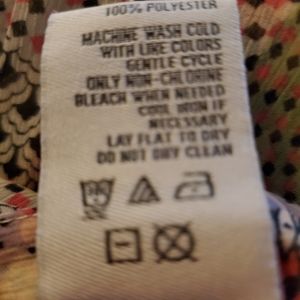 100% POLYESTER
MACHINE WASH COLD
WITH LIKE COLORS
GENTLE CYCLE
ONLY NON-CHLORINE
BLEACH WHEN NEEDED
COOL IRON IF
NECESSARY
LAY FLAT TO DRY
DO NOT DRY CLEAN